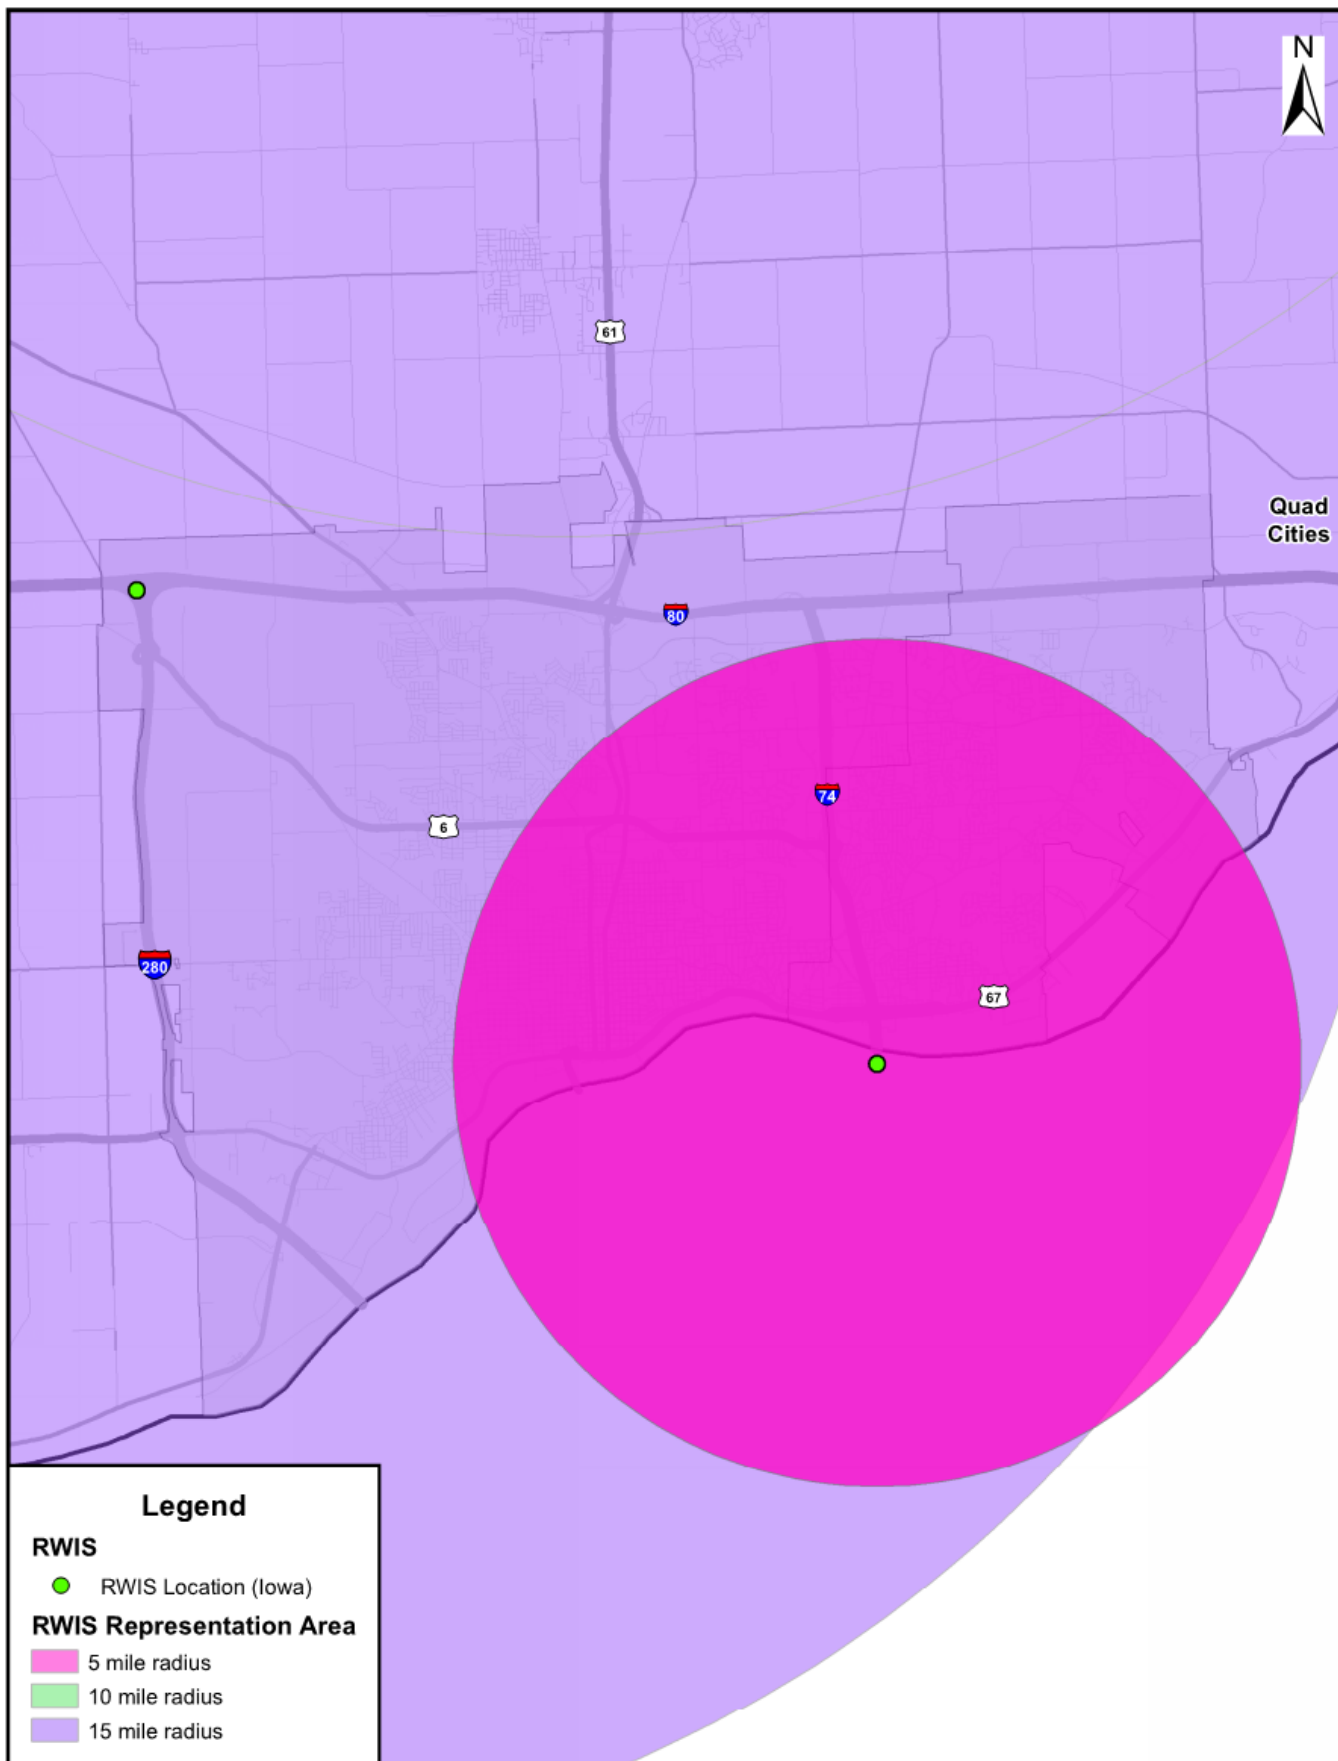 N
61
Quad
Cities
80
74
6
280
67
Legend
RWIS
RWIS Location (Iowa)
RWIS Representation Area
5 mile radius
10 mile radius
15 mile radius